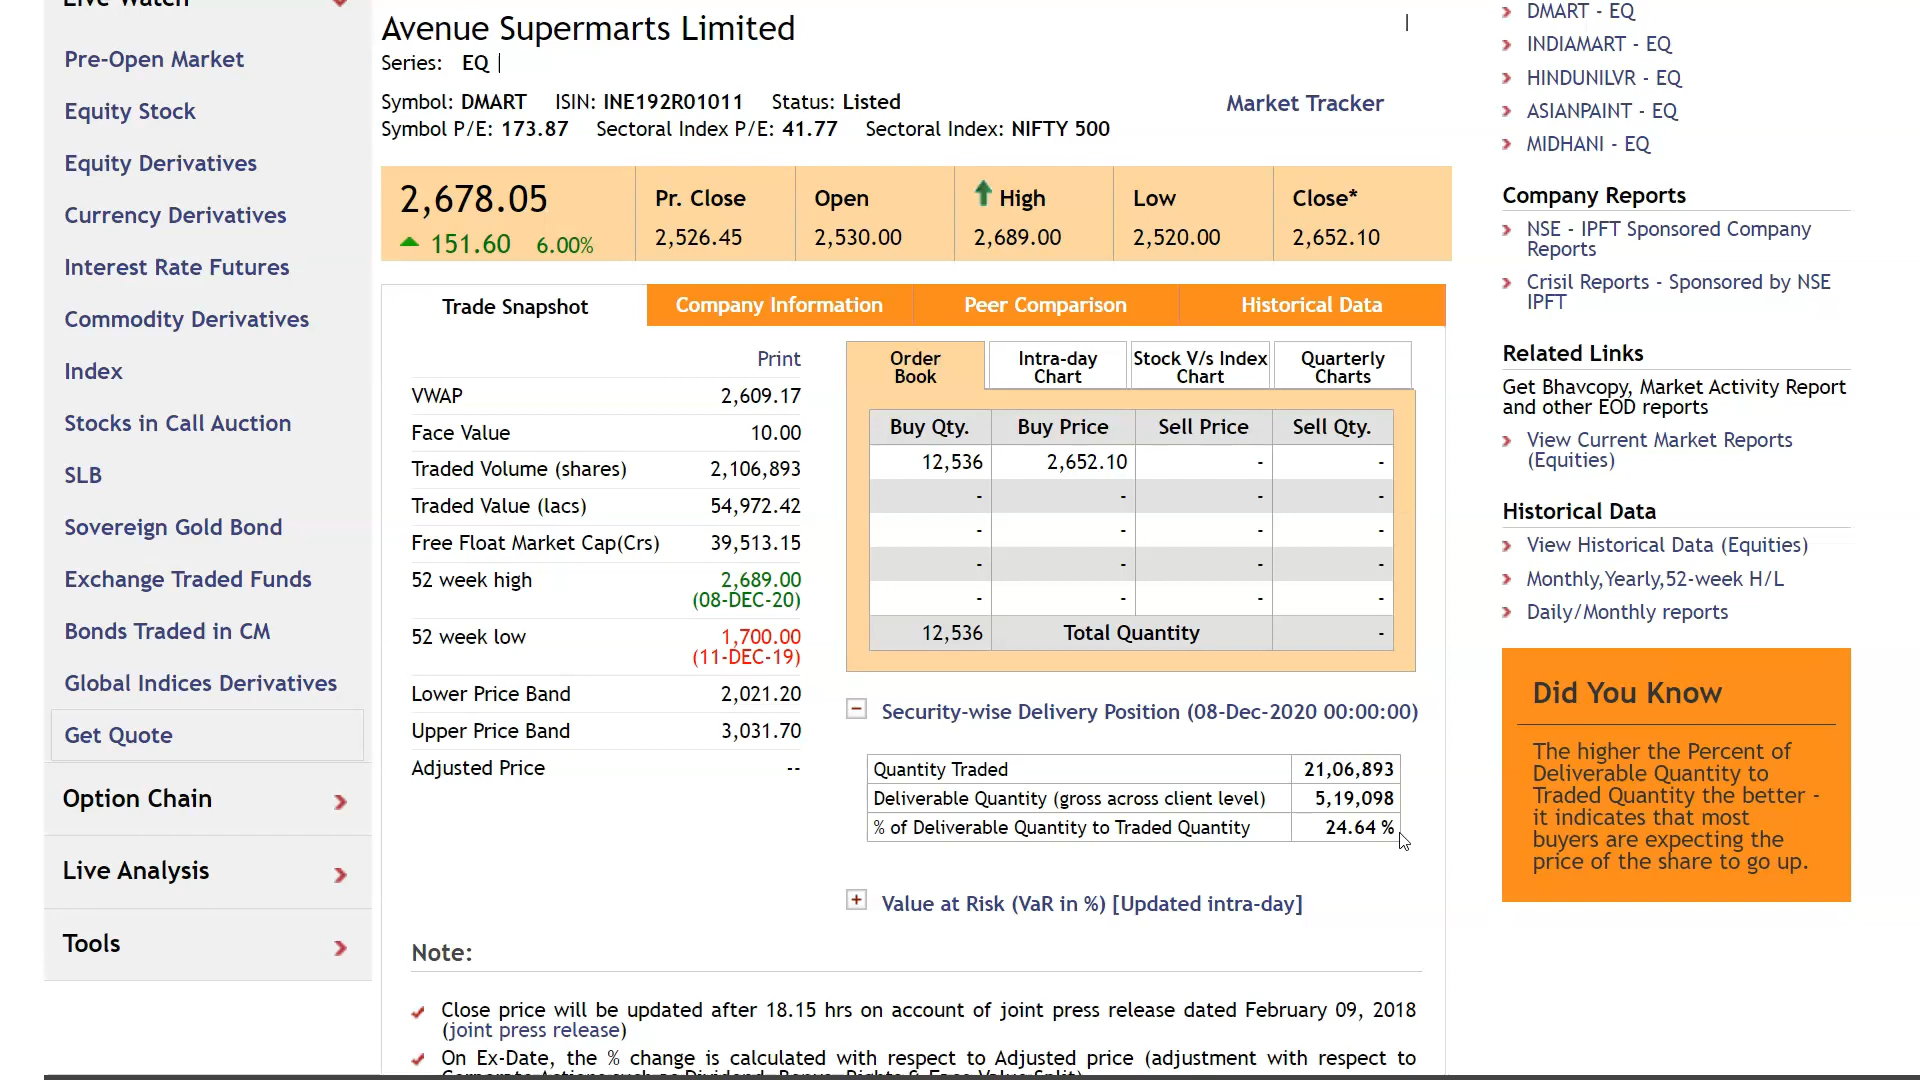 Live Watch
Pre-Open Market
Equity Stock
Equity Derivatives
Currency Derivatives
Interest Rate Futures
Commodity Derivatives
Index
Stocks in Call Auction
SLB
Sovereign Gold Bond
Exchange Traded Funds
Bonds Traded in CM
Global Indices Derivatives
Get Quote
Option Chain
Live Analysis
Tools
Avenue Supermarts Limited
Series: EQ |
Symbol: DMART ISIN: INE192R01011 Status: Listed
Symbol P/E: 173.87 Sectoral Index P/E: 41.77 Sectoral Index: NIFTY 500
Market Tracker
2,678.05
151.60 6.00%
Pr. Close
2,526.45
Open
2,530.00
High
2,689.00
Low
2,520.00
Close*
2,652.10
Trade Snapshot Company Information Peer Comparison Historical Data
Print
VWAP 2,609.17
Face Value 10.00
Traded Volume (shares) 2,106,893
Traded Value (lacs) 54,972.42
Free Float Market Cap(Crs) 39,513.15
52 week high 2,689.00
(08-DEC-20)
52 week low 1,700.00
(11-DEC-19)
Lower Price Band 2,021.20
Upper Price Band 3,031.70
Adjusted Price --
Order
Book
Intra-day
Chart
Stock V/s Index
Chart
Quarterly
Charts
Buy Qty. Buy Price Sell Price Sell Qty.
12,536 2,652.10 - -
- - - -
- - - -
- - - -
- - - -
12,536 Total Quantity -
Security-wise Delivery Position (08-Dec-2020 00:00:00)
Quantity Traded 21,06,893
Deliverable Quantity (gross across client level) 5,19,098
% of Deliverable Quantity to Traded Quantity 24.64 %
Value at Risk (VaR in %) [Updated intra-day]
Note:
Close price will be updated after 18.15 hrs on account of joint press release dated February 09, 2018
(joint press release)
On Ex-Date, the % change is calculated with respect to Adjusted price (adjustment with respect to
Corporate Actions such as Dividend, Bonus, Rights & Face Value Split)
DMART - EQ
INDIAMART - EQ
HINDUNILVR - EQ
ASIANPAINT - EQ
MIDHANI - EQ
Company Reports
NSE - IPFT Sponsored Company
Reports
Crisil Reports - Sponsored by NSE
IPFT
Related Links
Get Bhavcopy, Market Activity Report
and other EOD reports
View Current Market Reports
(Equities)
Historical Data
View Historical Data (Equities)
Monthly,Yearly,52-week H/L
Daily/Monthly reports
Did You Know
The higher the Percent of
Deliverable Quantity to
Traded Quantity the better -
it indicates that most
buyers are expecting the
price of the share to go up.